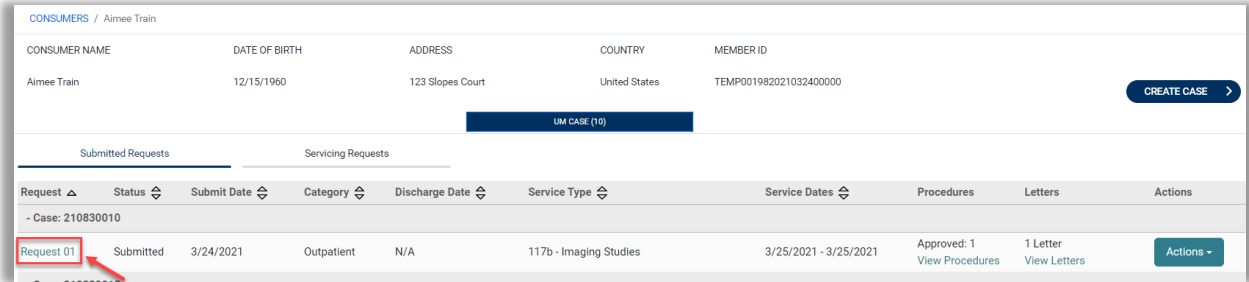 CONSUMERS / Aimee Train
CONSUMER NAME DATE OF BIRTH ADDRESS COUNTRY MEMBER ID
Aimee Train 12/15/1960 123 Slopes Court United States TEMP001982021032400000
CREATE CASE
UM CASE (10)
Submitted Requests Servicing Requests
Request Status Submit Date Category Discharge Date Service Type Service Dates Procedures Letters Actions
- Case: 210830010
Request 01 Submitted 3/24/2021 Outpatient N/A 117b - Imaging Studies 3/25/2021 - 3/25/2021 Approved: 1 1 Letter Actions
View Procedures View Letters